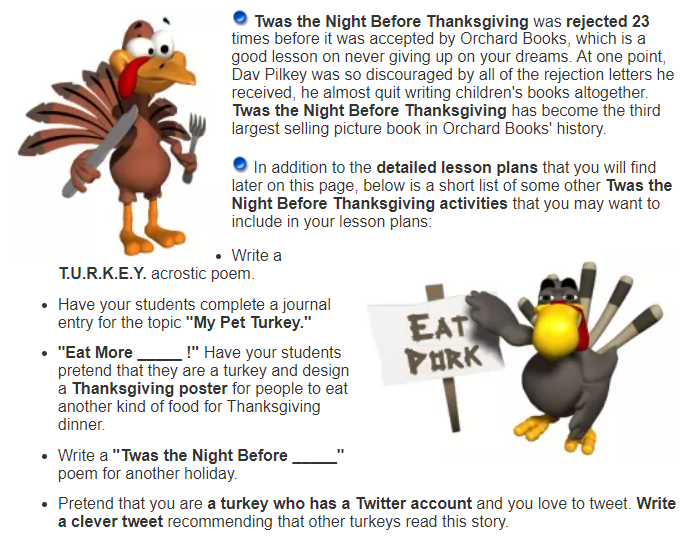 Twas the Night Before Thanksgiving was rejected 23
times before it was accepted by Orchard Books, which is a
good lesson on never giving up on your dreams. At one point,
Dav Pilkey was so discouraged by all of the rejection letters he
received, he almost quit writing children's books altogether.
Twas the Night Before Thanksgiving has become the third
largest selling picture book in Orchard Books' history.
In addition to the detailed lesson plans that you will find
later on this page, below is a short list of some other Twas the
Night Before Thanksgiving activities that you may want to
include in your lesson plans:
• Write a
T.U.R.K.E.Y. acrostic poem.
• Have your students complete a journal
entry for the topic "My Pet Turkey."
• "Eat More _____ !" Have your students
pretend that they are a turkey and design
a Thanksgiving poster for people to eat
another kind of food for Thanksgiving
dinner.
• Write a "Twas the Night Before _____"
poem for another holiday.
• Pretend that you are a turkey who has a Twitter account and you love to tweet. Write
a clever tweet recommending that other turkeys read this story.
EAT
PORK